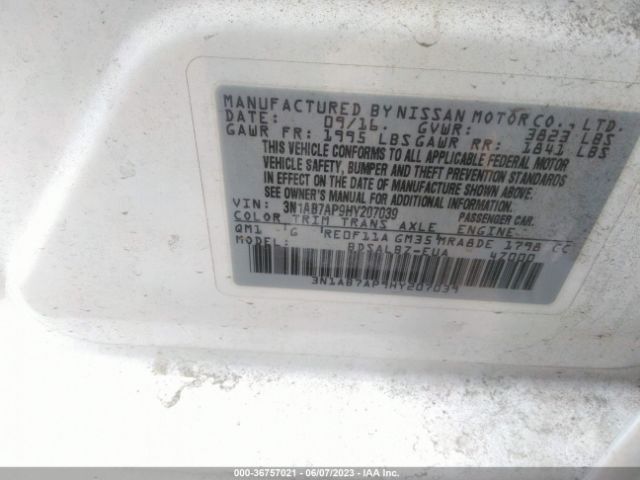 MANUFACTURED BY NISSAN MOTOR CO., LTD.
DATE: 09/16. GVWR: 3823 LBS
GAWR FR: 1995 LBS GAWR RR: 1841 LBS
THIS VEHICLE CONFORMS TO ALL APPLICABLE FEDERAL MOTOR
VEHICLE SAFETY, BUMPER AND THEFT PREVENTION STANDARDS
IN EFFECT ON THE DATE OF MANUFACTURE SHOWN ABOVE.
SEE OWNER'S MANUAL FOR ADDITIONAL INFORMATION.
VIN: 3N1AB7AP9HY207039 PASSENGER CAR
COLOR TRIM TRANS AXLE ENGINE
QM1 G RE0F11A GM35 MRA8DE 1798 CC
MODEL: BDSALBZ-EUA 47000
3N1AB7AP9HY207039
000-36757021 - 06/07/2023 - IAA Inc.